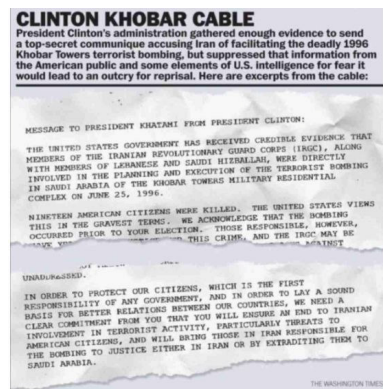 CLINTON KHOBAR CABLE
President Clinton's administration gathered enough evidence to send
a top-secret communique accusing Iran of facilitating the deadly 1996
Khobar Towers terrorist bombing, but suppressed that information from
the American public and some elements of U.S. intelligence for fear it
would lead to an outcry for reprisal. Here are excerpts from the cable:
MESSAGE TO PRESIDENT KHATAMI FROM PRESIDENT CLINTON:
THE UNITED STATES GOVERNMENT HAS RECEIVED CREDIBLE EVIDENCE THAT
MEMBERS OF THE IRANIAN REVOLUTIONARY GUARD CORPS (IRGC), ALONG
WITH MEMBERS OF LEBANESE AND SAUDI HIZBALLAH, WERE DIRECTLY
INVOLVED IN THE PLANNING AND EXECUTION OF THE TERRORIST BOMBING
IN SAUDI ARABIA OF THE KHOBAR TOWERS MILITARY RESIDENTIAL
COMPLEX ON JUNE 25, 1996.
NINETEEN AMERICAN CITIZENS WERE KILLED. THE UNITED STATES VIEWS
THIS IN THE GRAVEST TERMS. WE ACKNOWLEDGE THAT THE BOMBING
OCCURRED PRIOR TO YOUR ELECTION. THOSE RESPONSIBLE, HOWEVER,
THIS CRIME, AND THE IRGC MAY BE
AGAINST
UNADDRESSED.
IN ORDER TO PROTECT OUR CITIZENS, WHICH IS THE FIRST
RESPONSIBILITY OF ANY GOVERNMENT, AND IN ORDER TO LAY A SOUND
BASIS FOR BETTER RELATIONS BETWEEN OUR COUNTRIES, WE NEED A
CLEAR COMMITMENT FROM YOU THAT YOU WILL ENSURE AN END TO IRANIAN
INVOLVEMENT IN TERRORIST ACTIVITY, PARTICULARLY THREATS TO
AMERICAN CITIZENS, AND WILL BRING THOSE IN IRAN RESPONSIBLE FOR
THE BOMBING TO JUSTICE EITHER IN IRAN OR BY EXTRADITING THEM TO
SAUDI ARABIA.
THE WASHINGTON TIMES